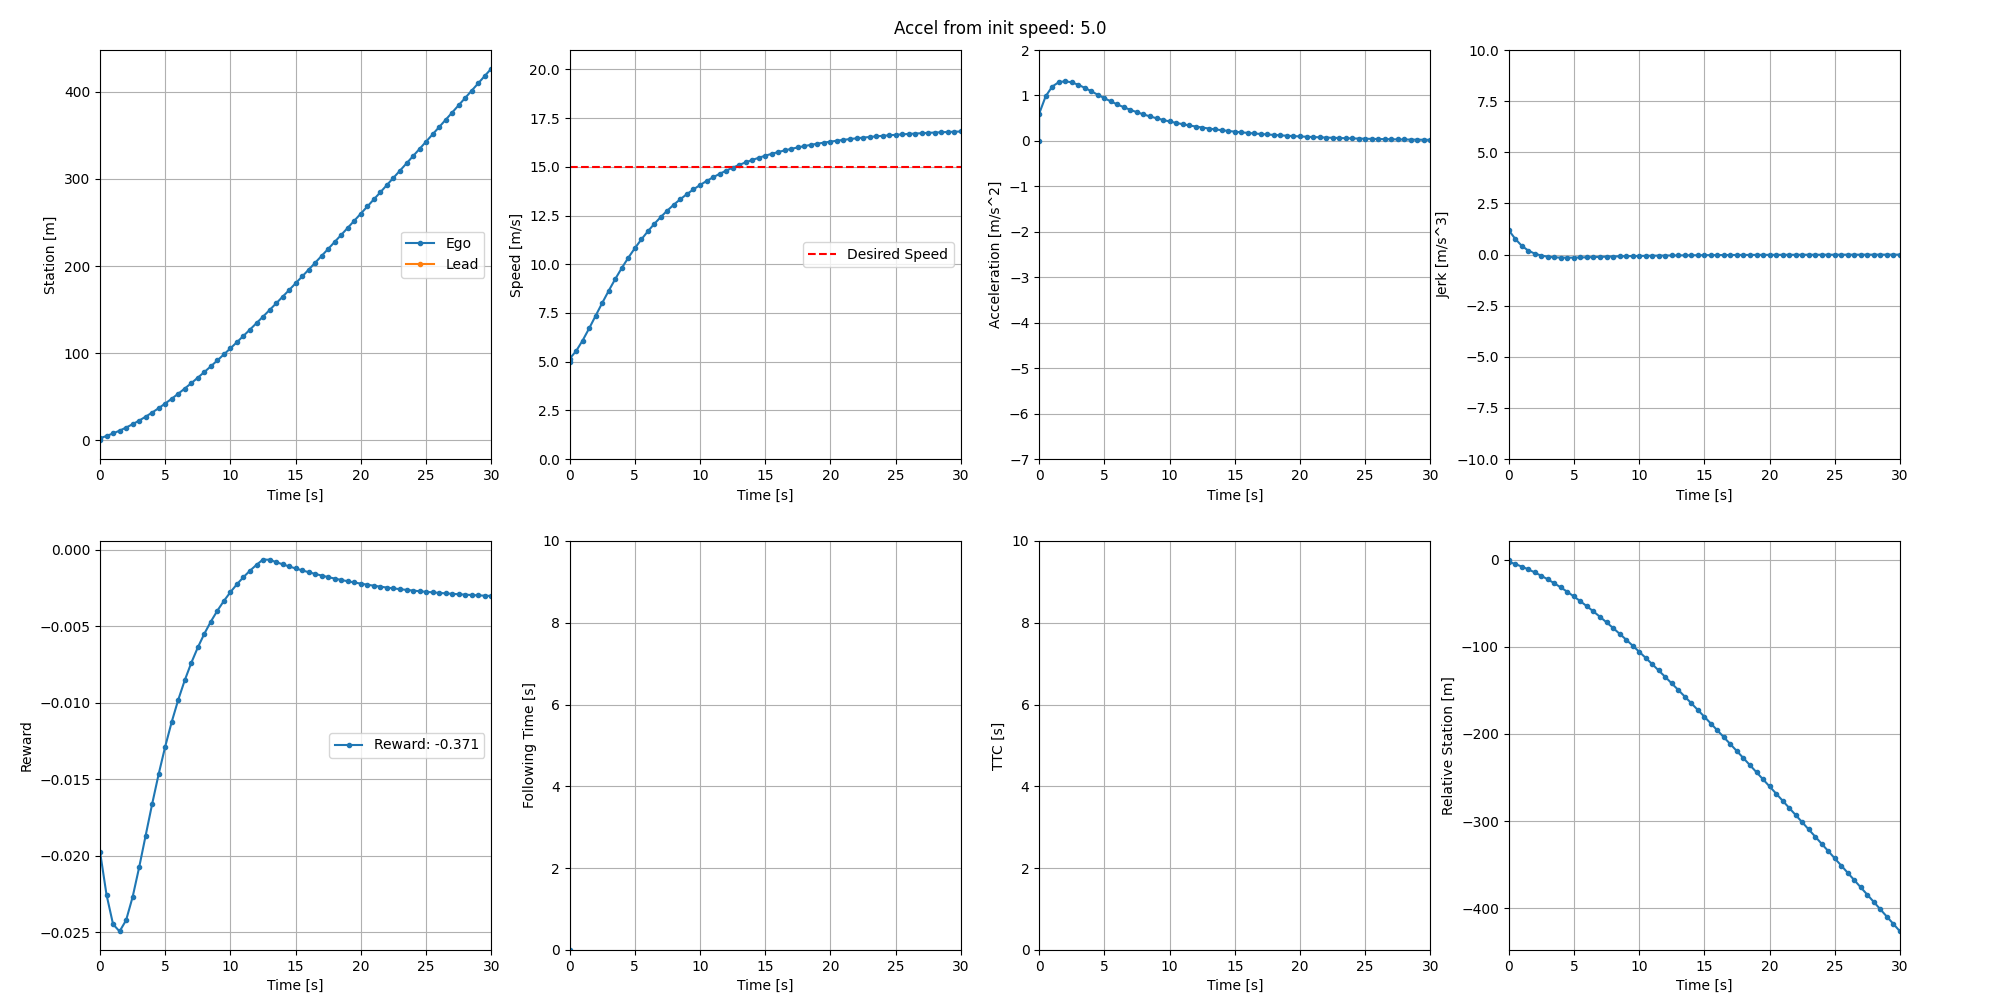 Accel from init speed: 5.0
400
300
200
100
0
Station [m]
Ego
Lead
0 5 10 15 20 25 30
Time [s]
20.0
17.5
15.0
12.5
10.0
7.5
5.0
2.5
0.0
Speed [m/s]
Desired Speed
0 5 10 15 20 25 30
Time [s]
2
1
0
−1
−2
−3
−4
−5
−6
−7
Acceleration [m/s^2]
0 5 10 15 20 25 30
Time [s]
10.0
7.5
5.0
2.5
0.0
−2.5
−5.0
−7.5
−10.0
Jerk [m/s^3]
0 5 10 15 20 25 30
Time [s]
0.000
−0.005
−0.010
−0.015
−0.020
−0.025
Reward
Reward: -0.371
0 5 10 15 20 25 30
Time [s]
10
8
6
4
2
0
Following Time [s]
0 5 10 15 20 25 30
Time [s]
10
8
6
4
2
0
TTC [s]
0 5 10 15 20 25 30
Time [s]
0
−100
−200
−300
−400
Relative Station [m]
0 5 10 15 20 25 30
Time [s]